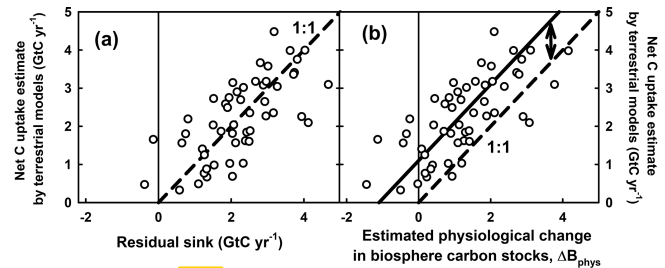 5
(a)
1:1
(b)
5
4
4
3
3
2
2
1:1
1
1
0
0
-2
0
2
4
-2
0
2
4
Net C uptake estimate
by terrestrial models (GtC yr-1)
Net C uptake estimate
by terrestrial models (GtC yr-1)
Residual sink (GtC yr-1)
Estimated physiological change
in biosphere carbon stocks, ΔBphys